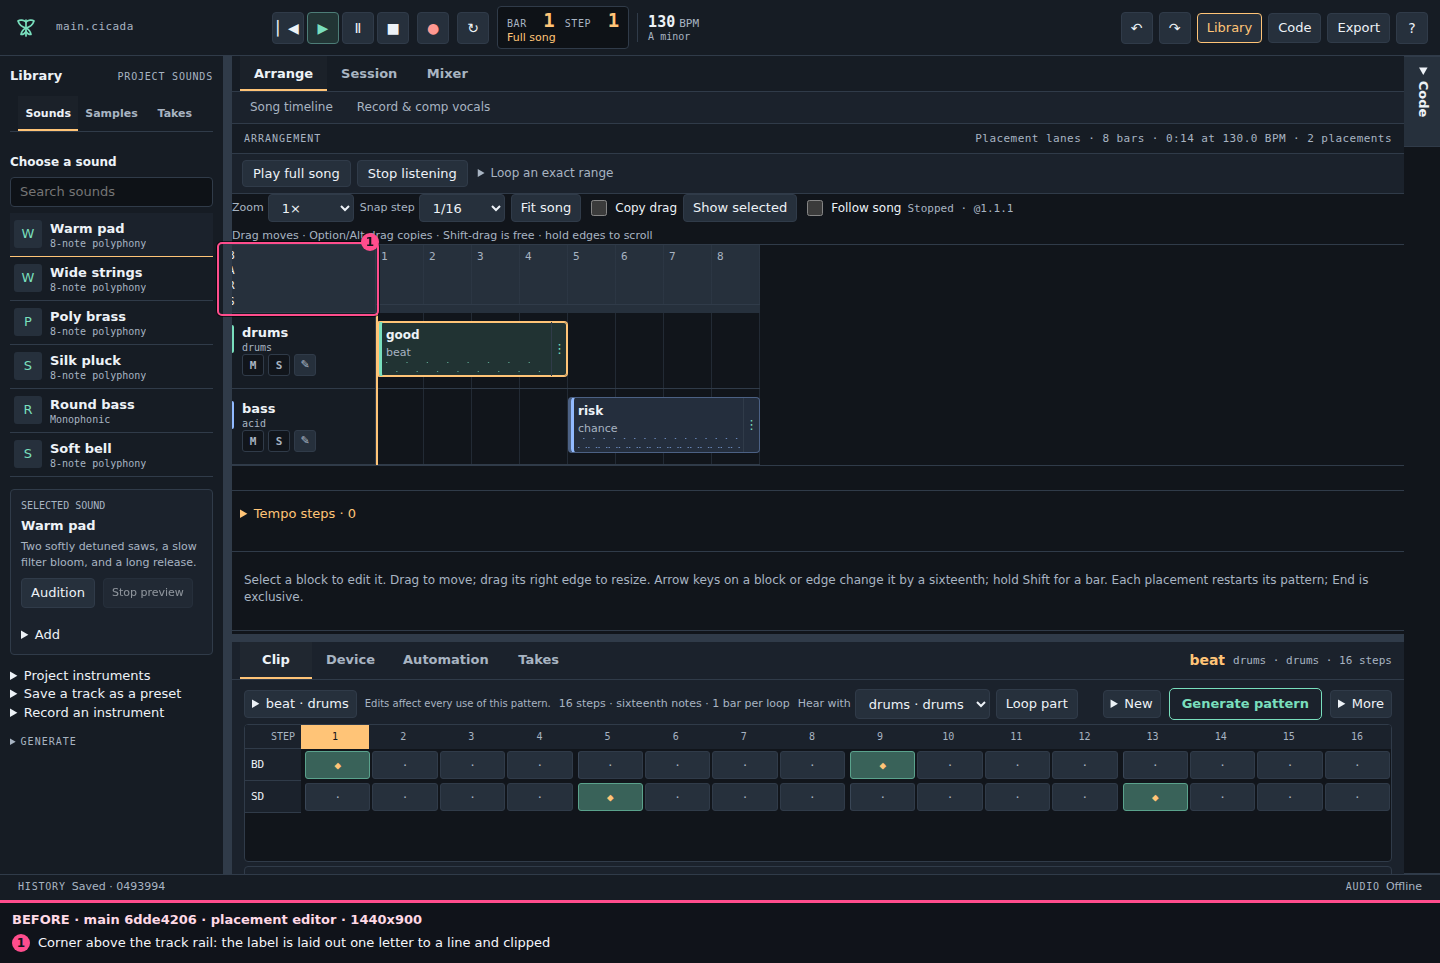 main.cicada
BAR 1 STEP 1
Full song
130 BPM
A minor
Library
Code
Export
?
Library PROJECT SOUNDS
Sounds Samples Takes
Choose a sound
Search sounds
W Warm pad
8-note polyphony
W Wide strings
8-note polyphony
P Poly brass
8-note polyphony
S Silk pluck
8-note polyphony
R Round bass
Monophonic
S Soft bell
8-note polyphony
SELECTED SOUND
Warm pad
Two softly detuned saws, a slow
filter bloom, and a long release.
Audition Stop preview
Add
Project instruments
Save a track as a preset
Record an instrument
GENERATE
Arrange Session Mixer
Song timeline Record & comp vocals
ARRANGEMENT Placement lanes · 8 bars · 0:14 at 130.0 BPM · 2 placements
Play full song Stop listening Loop an exact range
Zoom 1× Snap step 1/16 Fit song Copy drag Show selected Follow song Stopped · @1.1.1
Drag moves · Option/Alt-drag copies · Shift-drag is free · hold edges to scroll
1
B
A
R
S
1 2 3 4 5 6 7 8
drums
drums
M S
good
beat
bass
acid
M S
risk
chance
Tempo steps · 0
Select a block to edit it. Drag to move; drag its right edge to resize. Arrow keys on a block or edge change it by a sixteenth; hold Shift for a bar. Each placement restarts its pattern; End is
exclusive.
Clip Device Automation Takes beat drums · drums · 16 steps
beat · drums Edits affect every use of this pattern. 16 steps · sixteenth notes · 1 bar per loop Hear with drums · drums Loop part New Generate pattern More
STEP 1 2 3 4 5 6 7 8 9 10 11 12 13 14 15 16
BD
SD
Code
HISTORY Saved · 0493994 AUDIO Offline
BEFORE · main 6dde4206 · placement editor · 1440x900
1 Corner above the track rail: the label is laid out one letter to a line and clipped